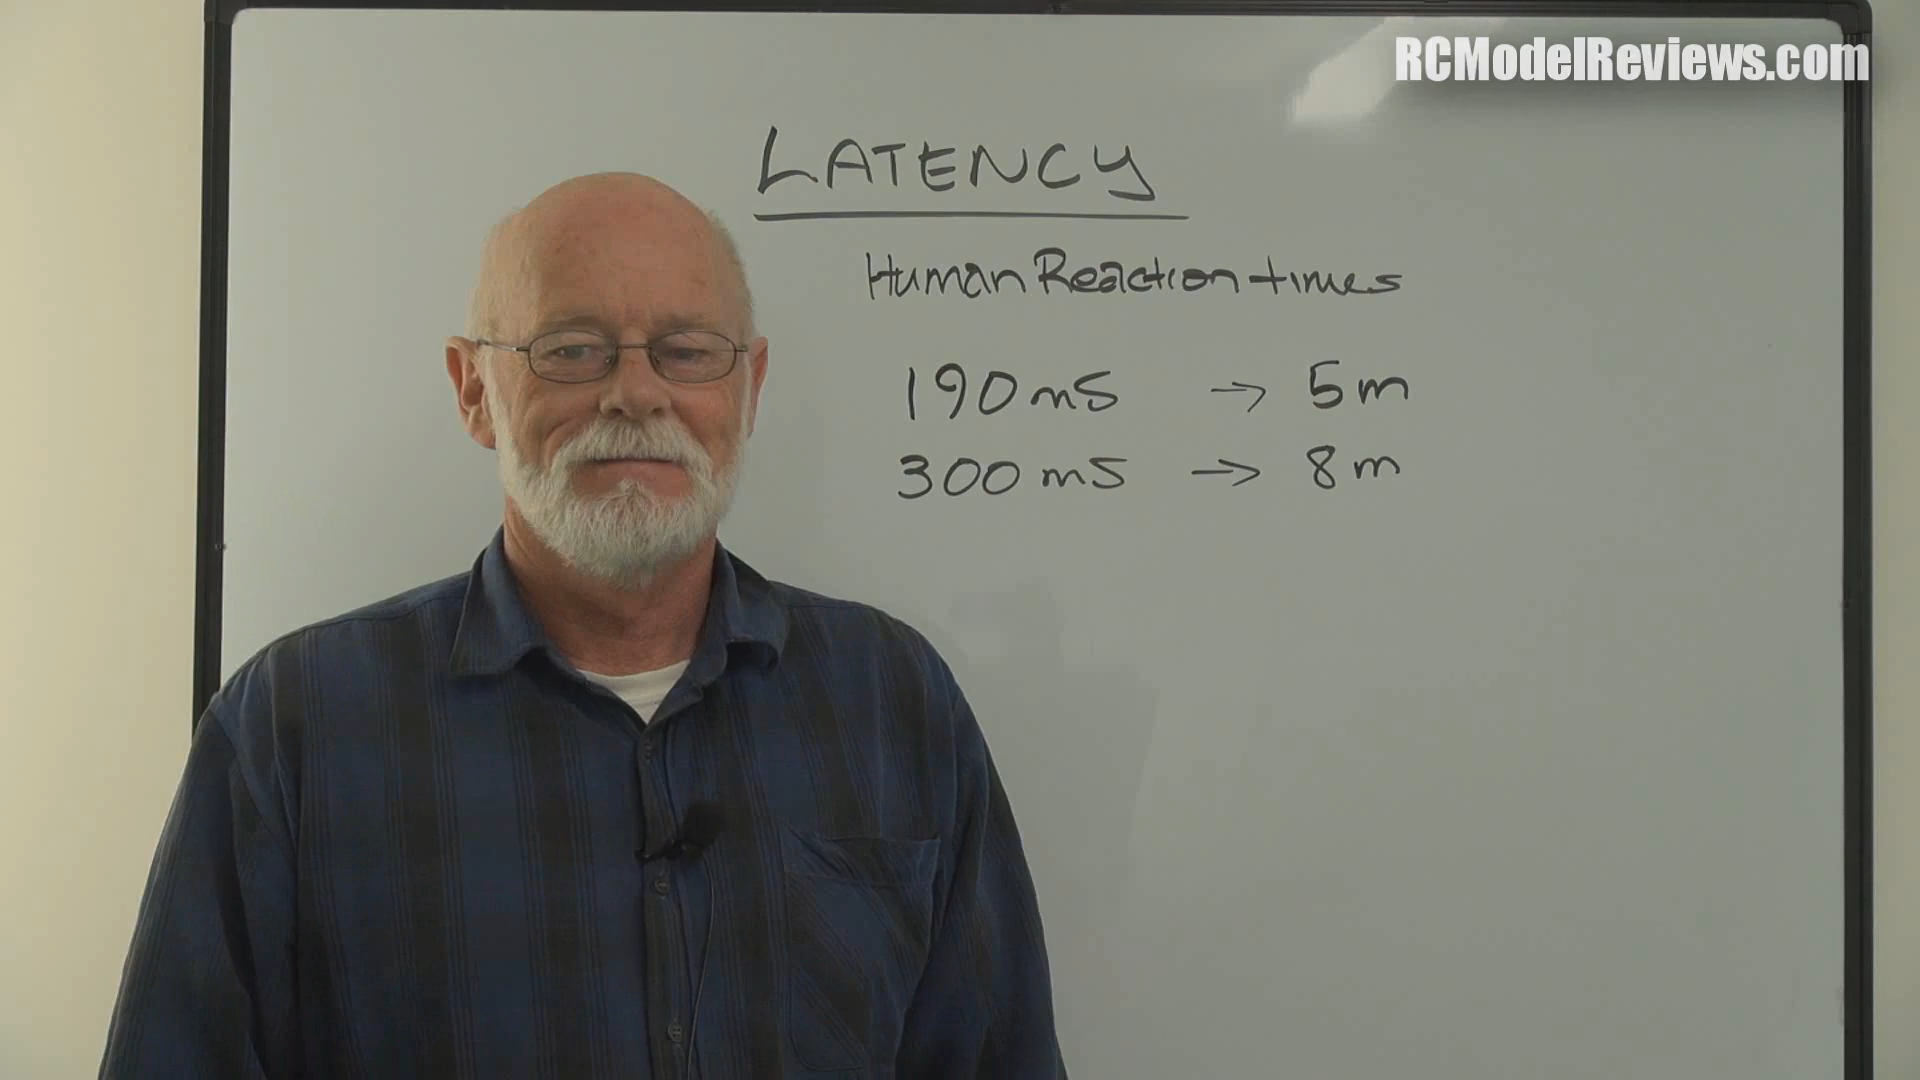 RCModelReviews.com
LATENCY
Human Reaction times
190 mS → 5m
300 mS → 8m